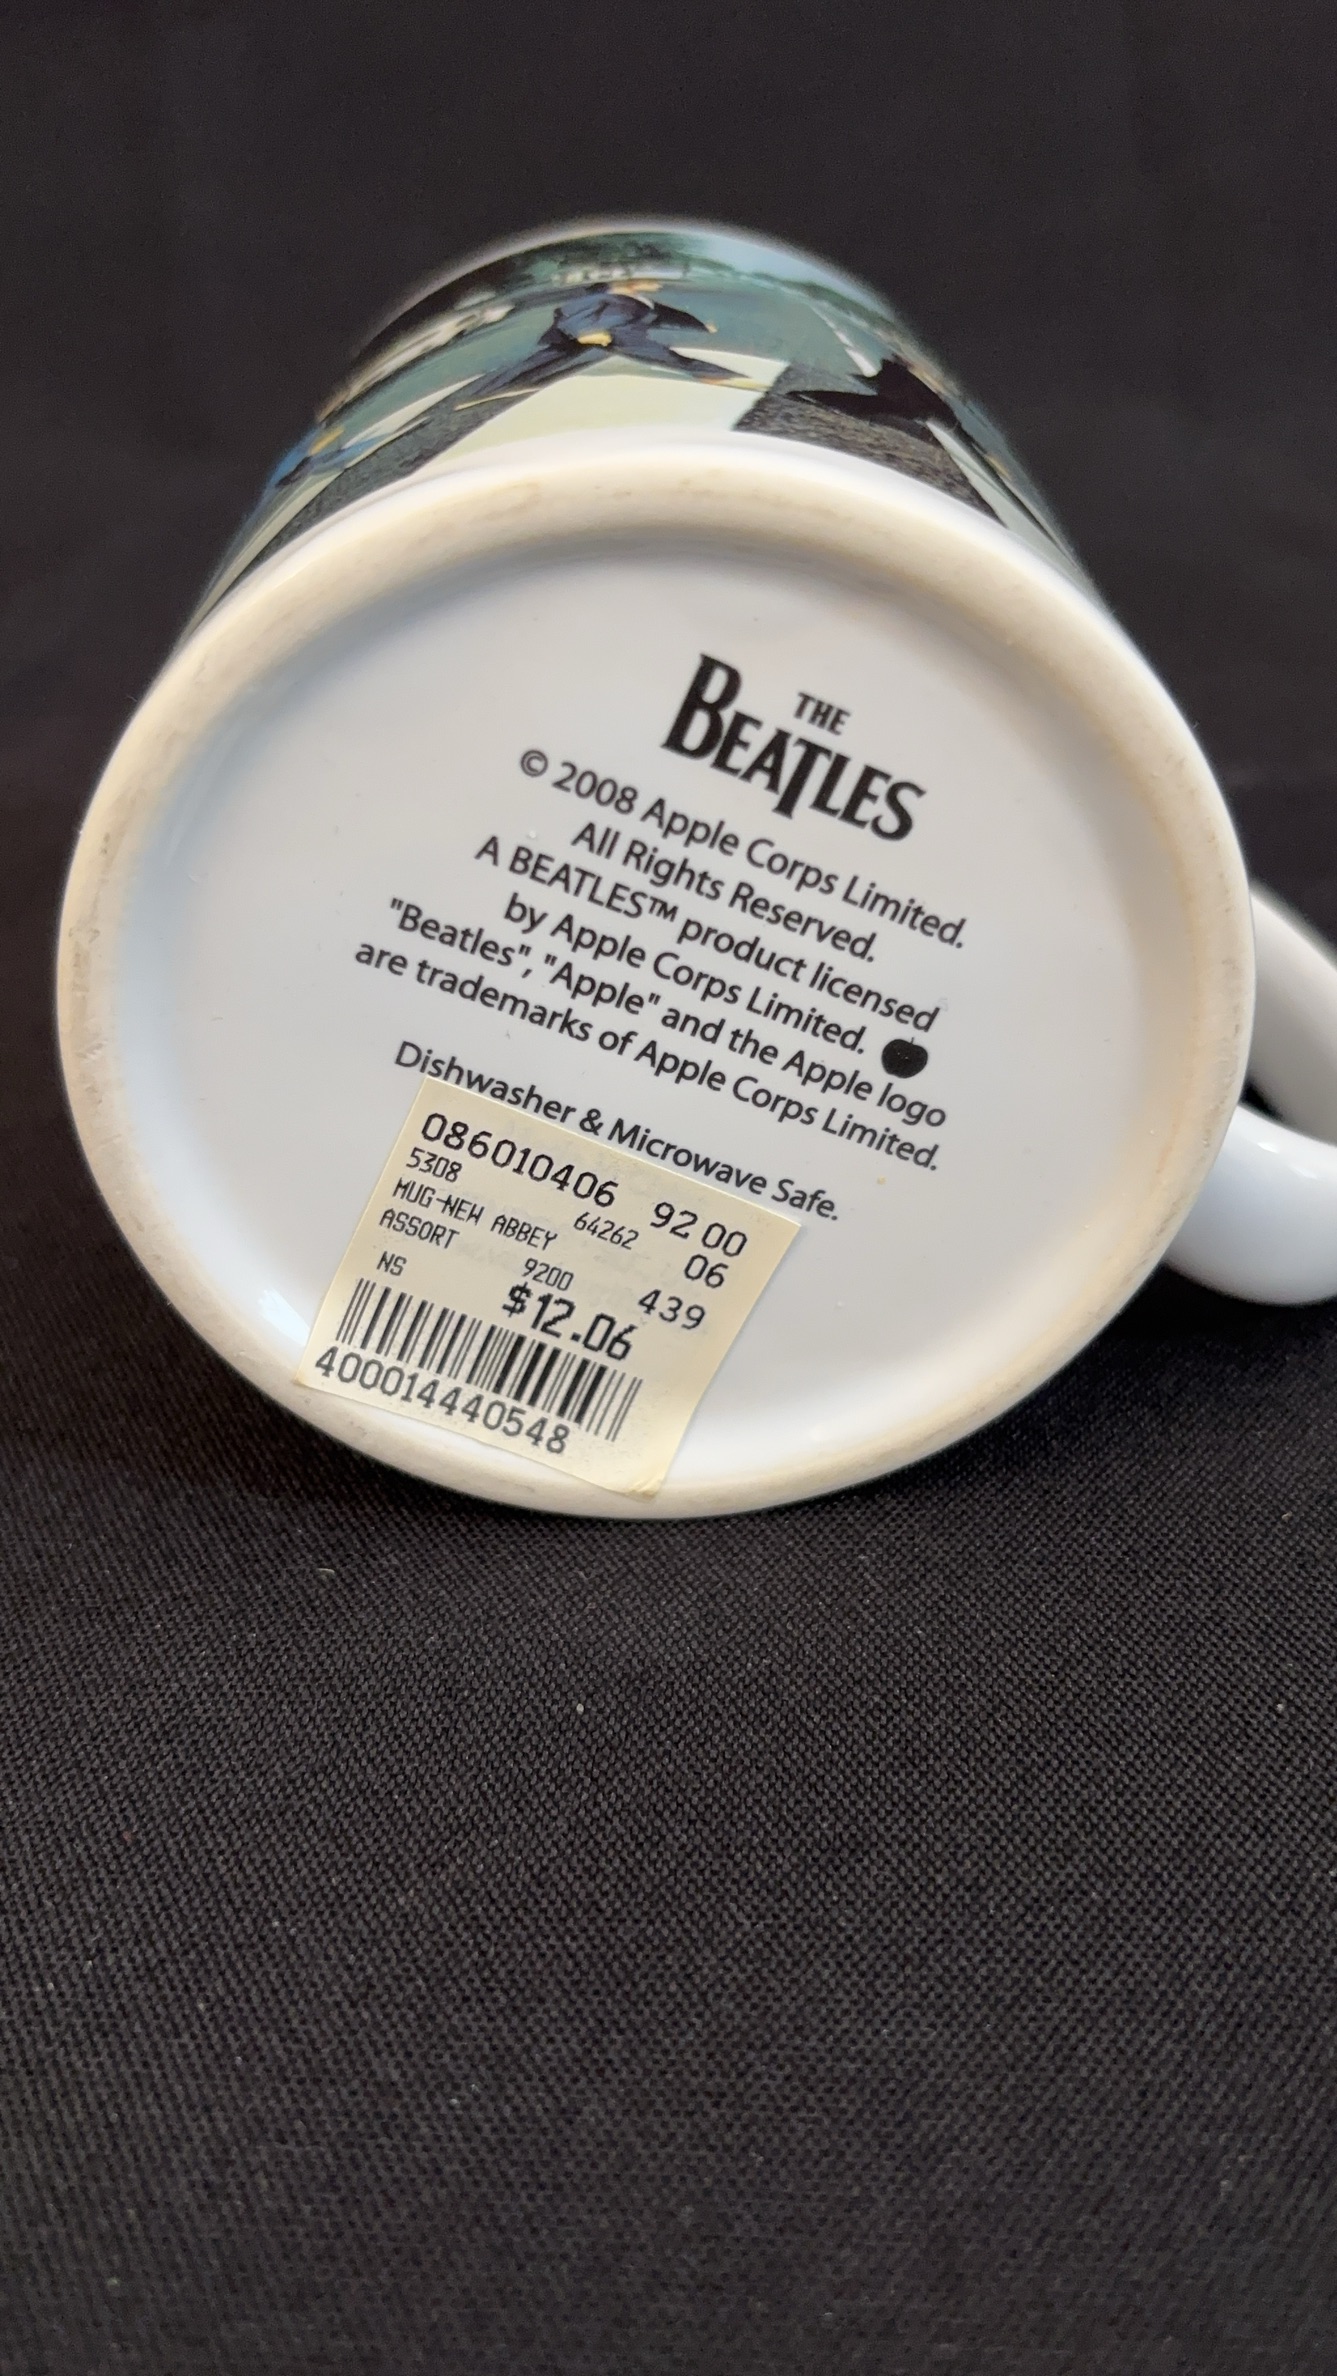 THE
BEATLES
© 2008 Apple Corps Limited.
All Rights Reserved.
A BEATLES™ product licensed
by Apple Corps Limited.
"Beatles", "Apple" and the Apple logo
are trademarks of Apple Corps Limited.
Dishwasher & Microwave Safe.
086010406 92 00
5308 64262 06
MUG-NEW ABBEY
ASSORT 9200 439
NS $12.06
400014440548